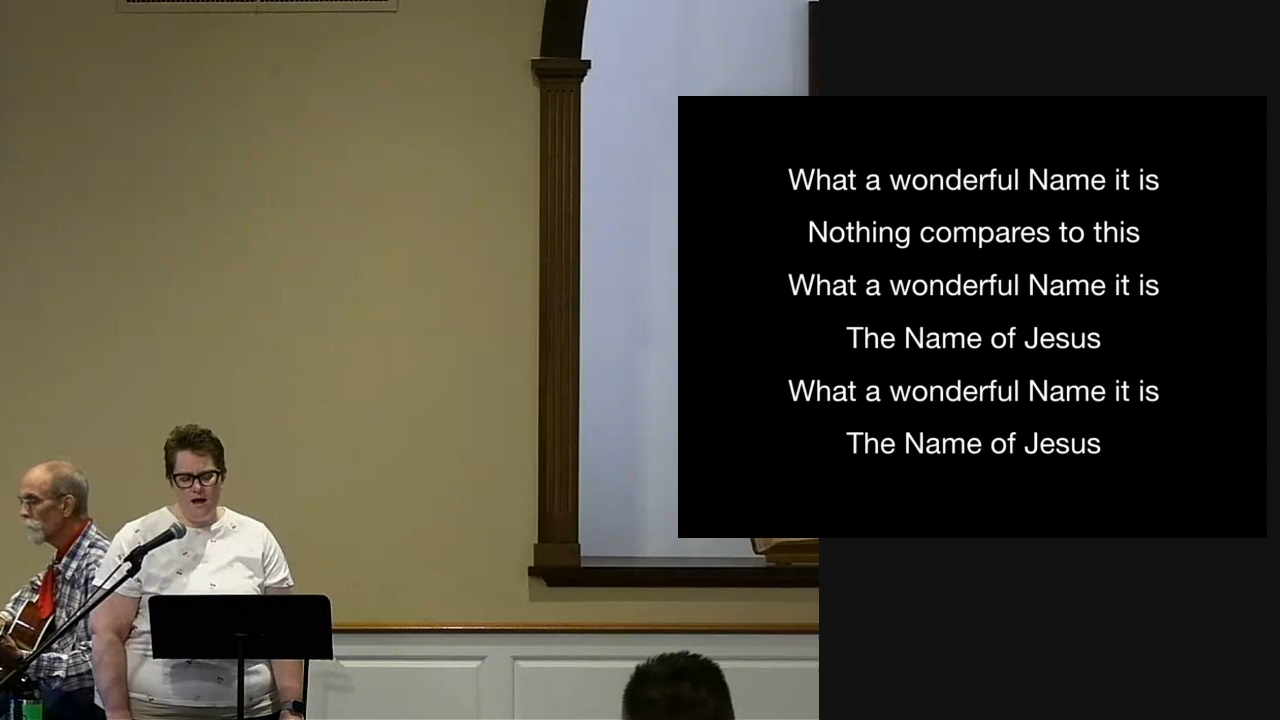 What a wonderful Name it is
Nothing compares to this
What a wonderful Name it is
The Name of Jesus
What a wonderful Name it is
The Name of Jesus